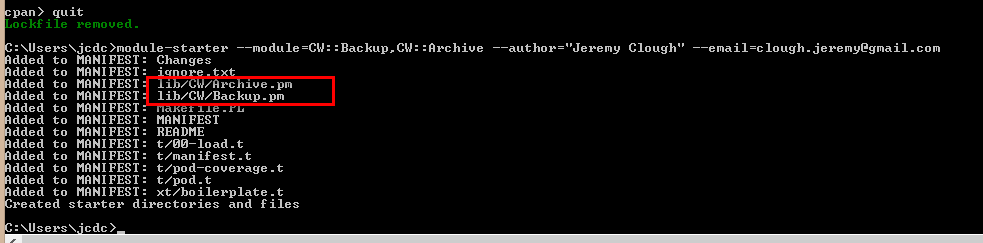 cpan> quit
Lockfile removed.
C:\Users\jcdc>module-starter --module=CW::Backup,CW::Archive --author="Jeremy Clough" --email=clough.jeremy@gmail.com
Added to MANIFEST: Changes
Added to MANIFEST: ignore.txt
Added to MANIFEST: lib/CW/Archive.pm
Added to MANIFEST: lib/CW/Backup.pm
Added to MANIFEST: Makefile.PL
Added to MANIFEST: MANIFEST
Added to MANIFEST: README
Added to MANIFEST: t/00-load.t
Added to MANIFEST: t/manifest.t
Added to MANIFEST: t/pod-coverage.t
Added to MANIFEST: t/pod.t
Added to MANIFEST: xt/boilerplate.t
Created starter directories and files
C:\Users\jcdc>_